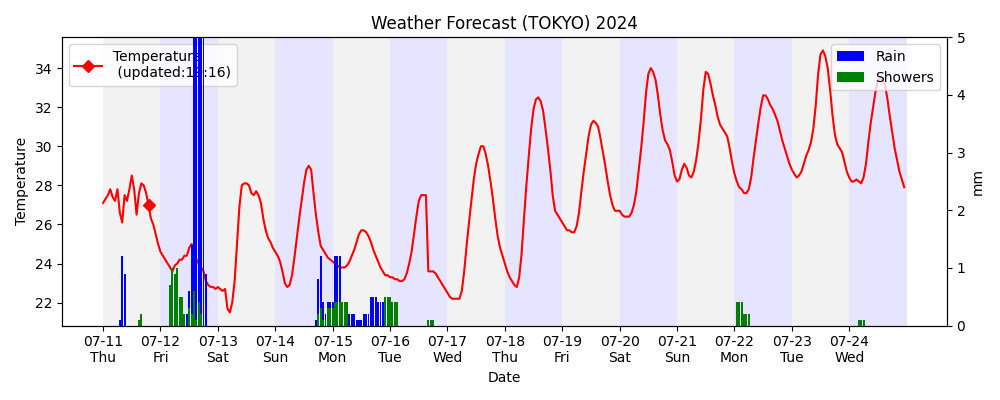 Weather Forecast (TOKYO) 2024
Temperature
34
32
30
28
26
24
22
Temperature
(updated: :16)
Rain
Showers
5
4
3
2
1
0
mm
07-11 07-12 07-13 07-14 07-15 07-16 07-17 07-18 07-19 07-20 07-21 07-22 07-23 07-24
Thu Fri Sat Sun Mon Tue Wed Thu Fri Sat Sun Mon Tue Wed
Date